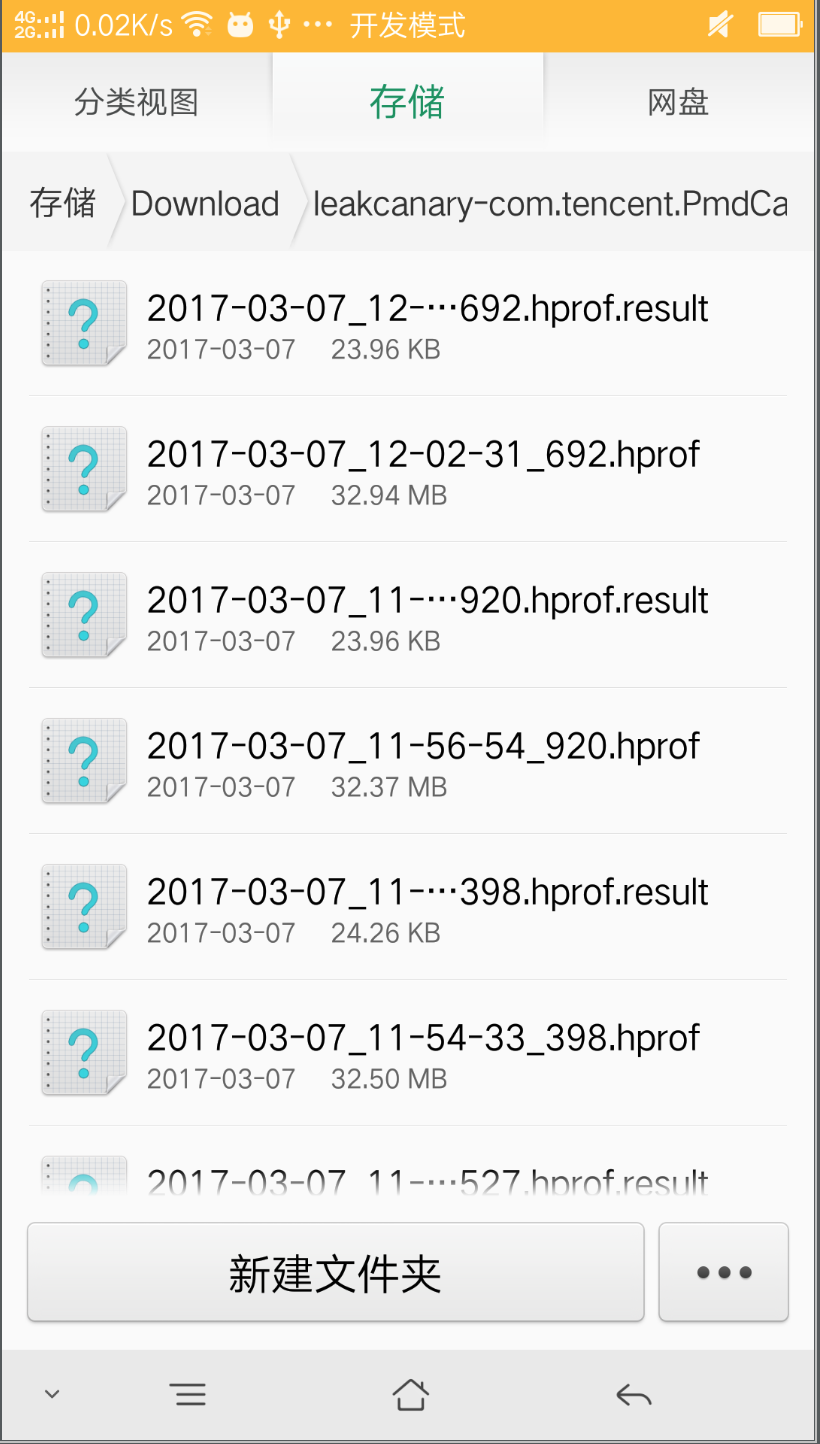 4G
2G
0.02K/s
··· 开发模式
分类视图
存储
网盘
存储
Download
leakcanary-com.tencent.PmdCa
2017-03-07_12-···692.hprof.result
2017-03-07 23.96 KB
2017-03-07_12-02-31_692.hprof
2017-03-07 32.94 MB
2017-03-07_11-···920.hprof.result
2017-03-07 23.96 KB
2017-03-07_11-56-54_920.hprof
2017-03-07 32.37 MB
2017-03-07_11-···398.hprof.result
2017-03-07 24.26 KB
2017-03-07_11-54-33_398.hprof
2017-03-07 32.50 MB
2017-03-07_11-···527.hprof.result
新建文件夹